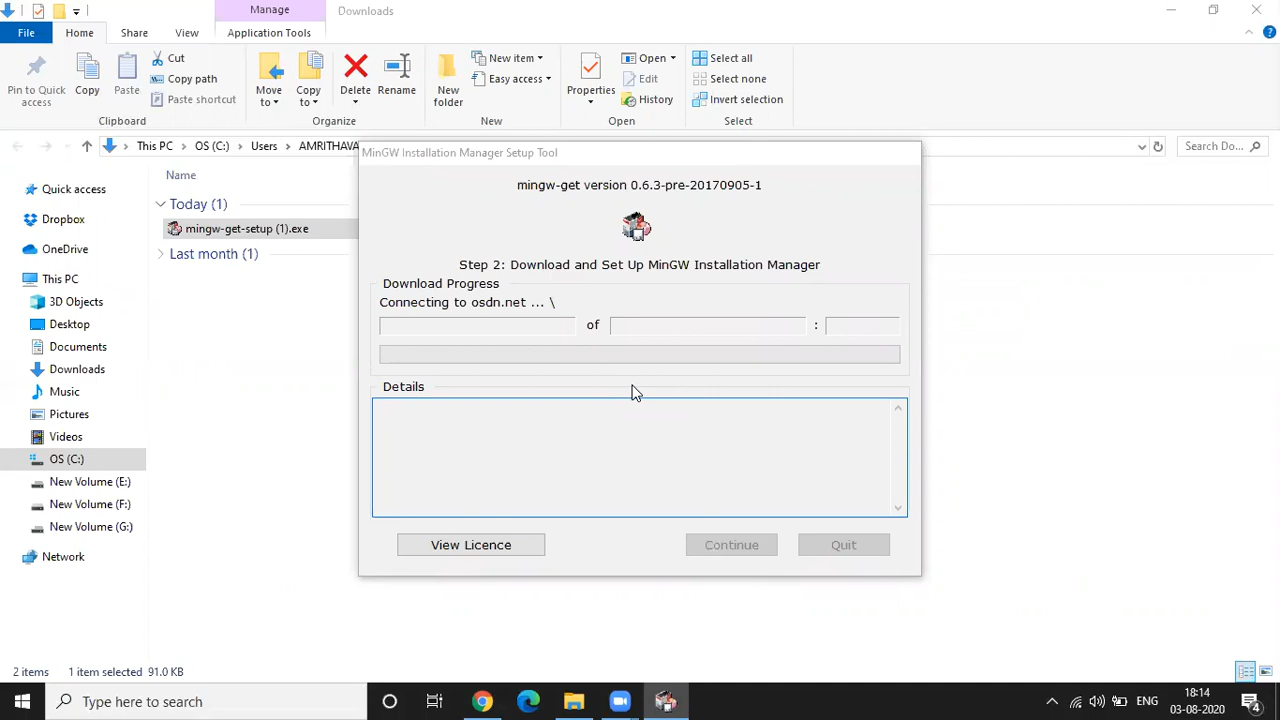 Manage
Downloads
File
Home
Share
View
Application Tools
Pin to Quick access
Copy
Paste
Cut
Copy path
Paste shortcut
Clipboard
Move to
Copy to
Delete
Rename
Organize
New folder
New item
Easy access
New
Properties
Open
Edit
History
Open
Select all
Select none
Invert selection
Select
This PC
OS (C:)
Users
AMRITHAVA
Search Do...
Quick access
Dropbox
OneDrive
This PC
3D Objects
Desktop
Documents
Downloads
Music
Pictures
Videos
OS (C:)
New Volume (E:)
New Volume (F:)
New Volume (G:)
Network
Name
Today (1)
mingw-get-setup (1).exe
Last month (1)
MinGW Installation Manager Setup Tool
mingw-get version 0.6.3-pre-20170905-1
Step 2: Download and Set Up MinGW Installation Manager
Download Progress
Connecting to osdn.net ... \
of
:
Details
View Licence
Continue
Quit
2 items
1 item selected 91.0 KB
Type here to search
ENG
18:14
03-08-2020
4